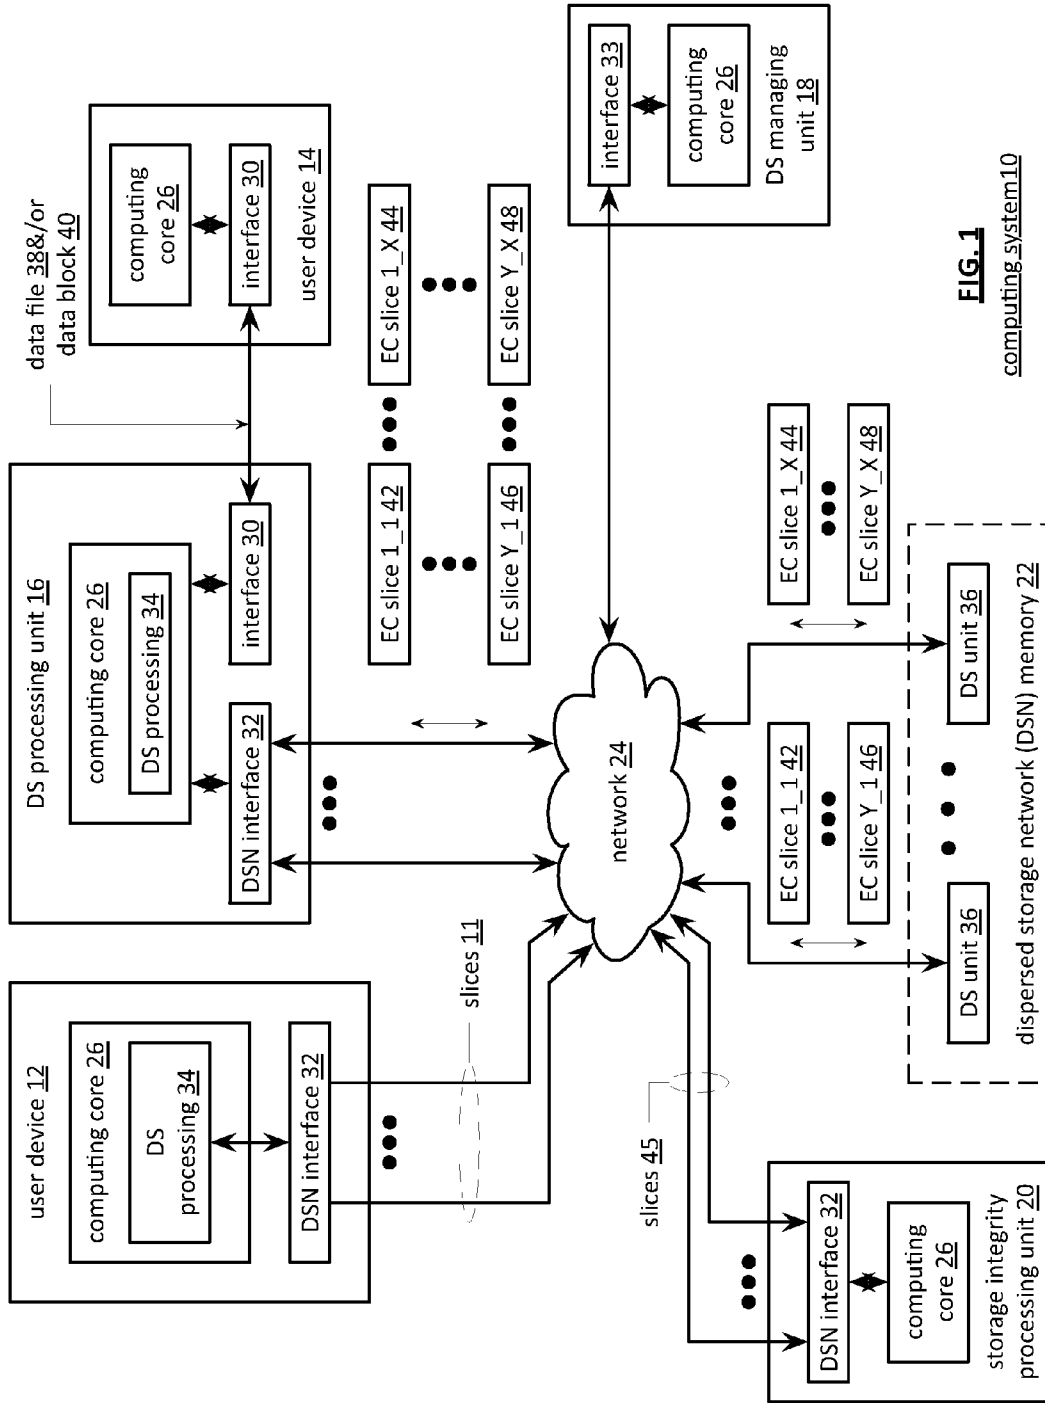 user device 12
computing core 26
DS
processing 34
DSN interface 32
DS processing unit 16
computing core 26
DS processing 34
DSN interface 32
interface 30
data file 38&/or
data block 40
computing
core 26
interface 30
user device 14
slices 11
EC slice 1_1 42
EC slice 1_X 44
EC slice Y_1 46
EC slice Y_X 48
network 24
interface 33
computing
core 26
DS managing
unit 18
slices 45
DSN interface 32
computing
core 26
storage integrity
processing unit 20
EC slice 1_1 42
EC slice Y_1 46
EC slice 1_X 44
EC slice Y_X 48
DS unit 36
DS unit 36
dispersed storage network (DSN) memory 22
FIG. 1
computing system10